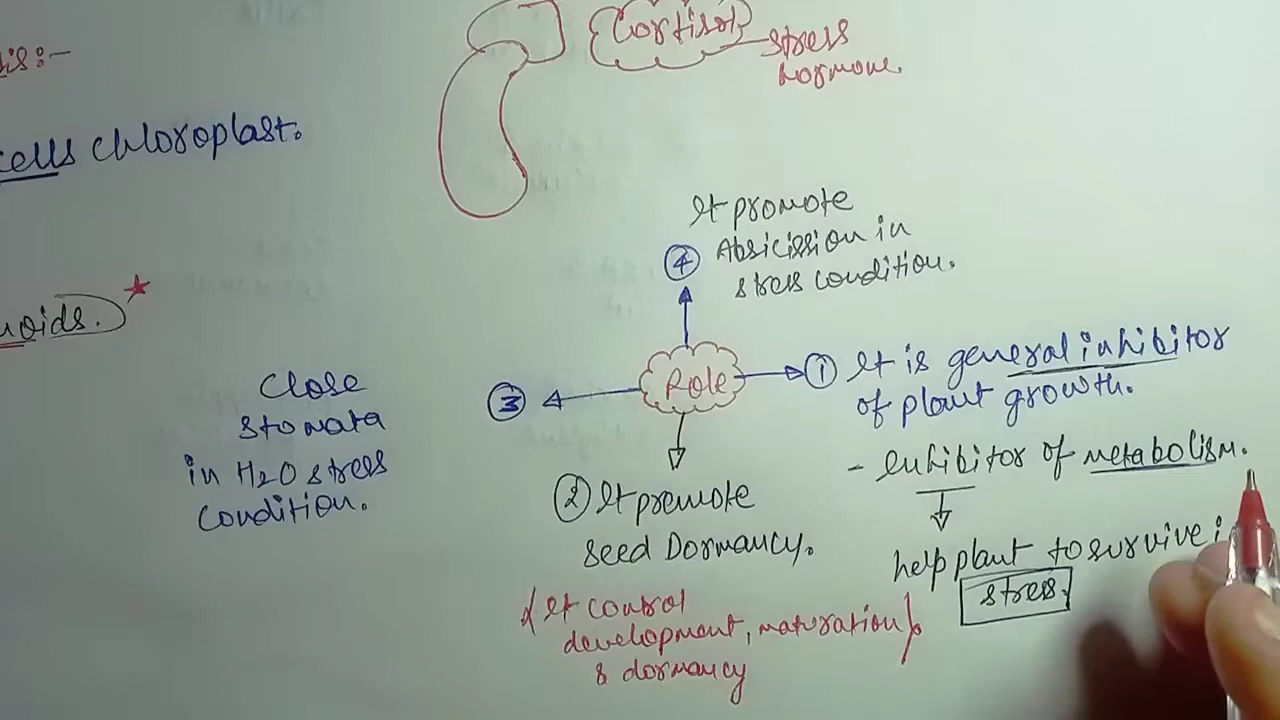 is:-
cells chloroplast.
noids.
Cortisol
stress
hormone.
④ It promote
Absicission in
stress condition.
Role
① It is general inhibitor
of plant growth.
- Inhibitor of metabolism.
help plant to survive i
stress.
② It promote
seed Dormancy.
{It control
development, maturation}.
& dormancy
③
Close
stomata
in H2O stress
condition.